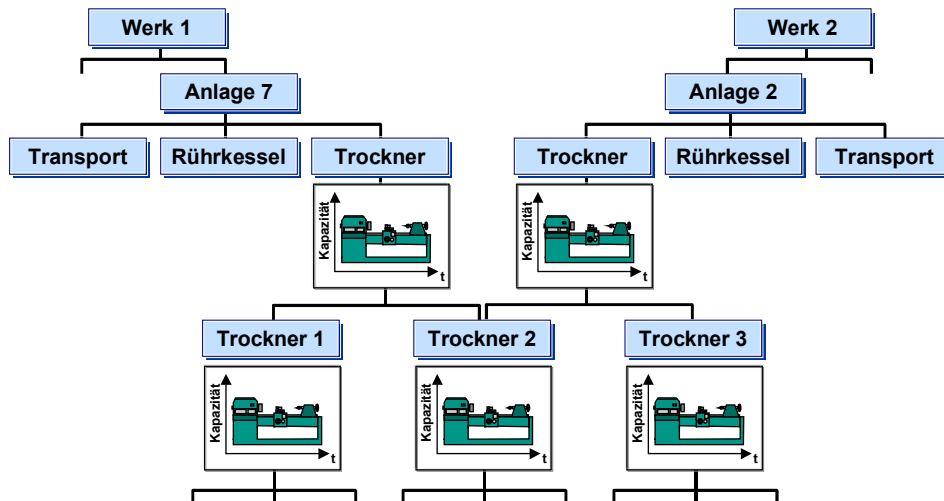 Werk 1
Werk 2
Anlage 7
Anlage 2
Transport
Rührkessel
Trockner
Trockner
Rührkessel
Transport
Kapazität
t
Kapazität
t
Trockner 1
Trockner 2
Trockner 3
Kapazität
t
Kapazität
t
Kapazität
t